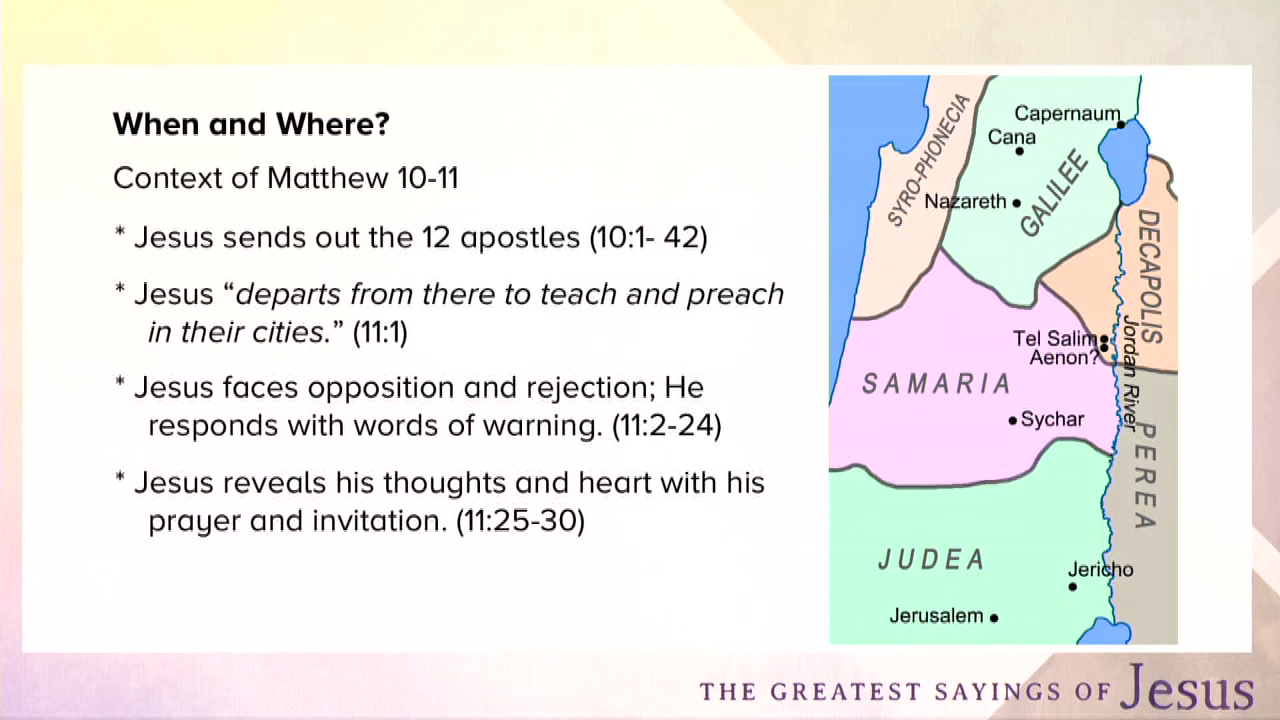 When and Where?
Context of Matthew 10-11
* Jesus sends out the 12 apostles (10:1- 42)
* Jesus “departs from there to teach and preach
in their cities.” (11:1)
* Jesus faces opposition and rejection; He
responds with words of warning. (11:2-24)
* Jesus reveals his thoughts and heart with his
prayer and invitation. (11:25-30)
SYRO-PHONECIA
Capernaum
Cana
Nazareth
GALILEE
DECAPOLIS
Tel Salim
Aenon?
Jordan River
SAMARIA
Sychar
PEREA
JUDEA
Jericho
Jerusalem
THE GREATEST SAYINGS OF Jesus